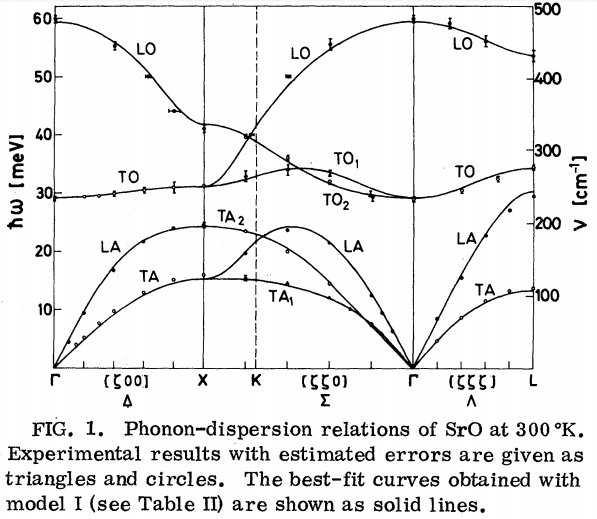 60 500
LO LO LO
50 400
40
TO TO₁ 300 TO
30
TO₂
LA TA₂ LA LA 200
20
TA TA₁ TA
10 100
ħω [meV]
ν [cm⁻¹]
Γ [ζ00] X K [ζζ0] Γ [ζζζ] L
Δ Σ Λ
FIG. 1. Phonon-dispersion relations of SrO at 300 °K.
Experimental results with estimated errors are given as
triangles and circles. The best-fit curves obtained with
model I (see Table II) are shown as solid lines.